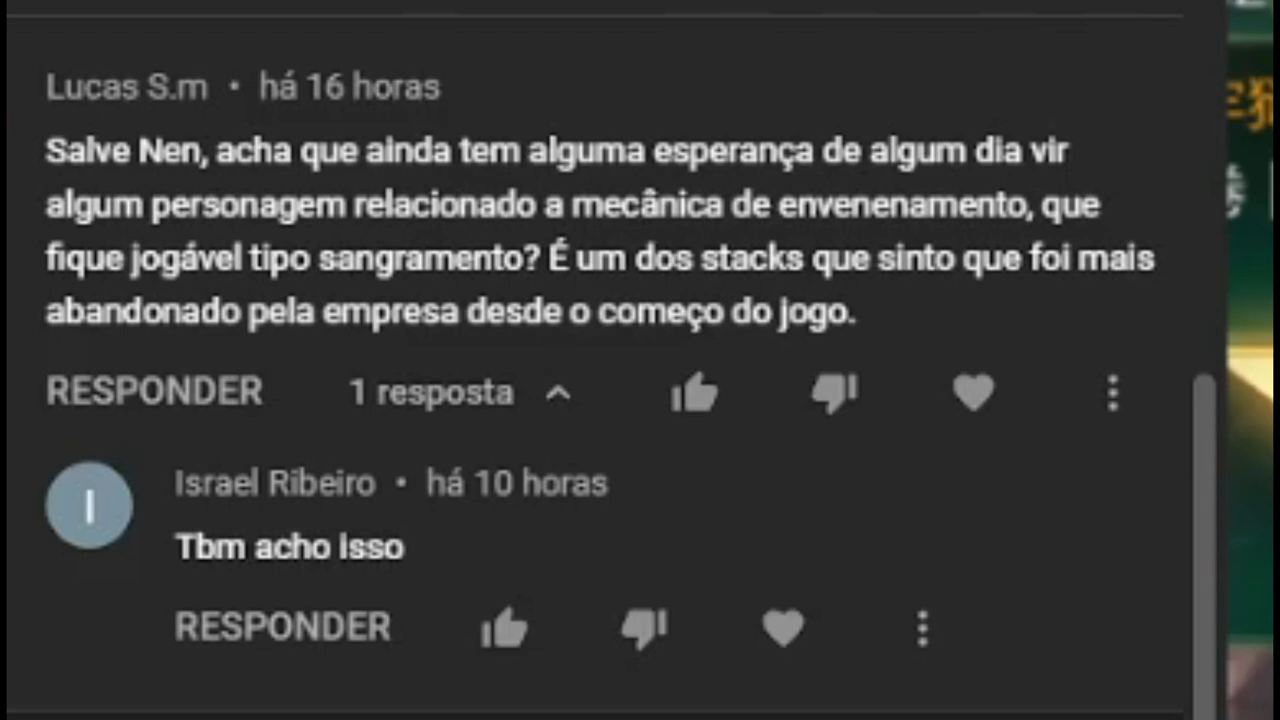 Lucas S.m • há 16 horas
Salve Nen, acha que ainda tem alguma esperança de algum dia vir
algum personagem relacionado a mecânica de envenenamento, que
fique jogável tipo sangramento? É um dos stacks que sinto que foi mais
abandonado pela empresa desde o começo do jogo.
RESPONDER 1 resposta
I
Israel Ribeiro • há 10 horas
Tbm acho isso
RESPONDER